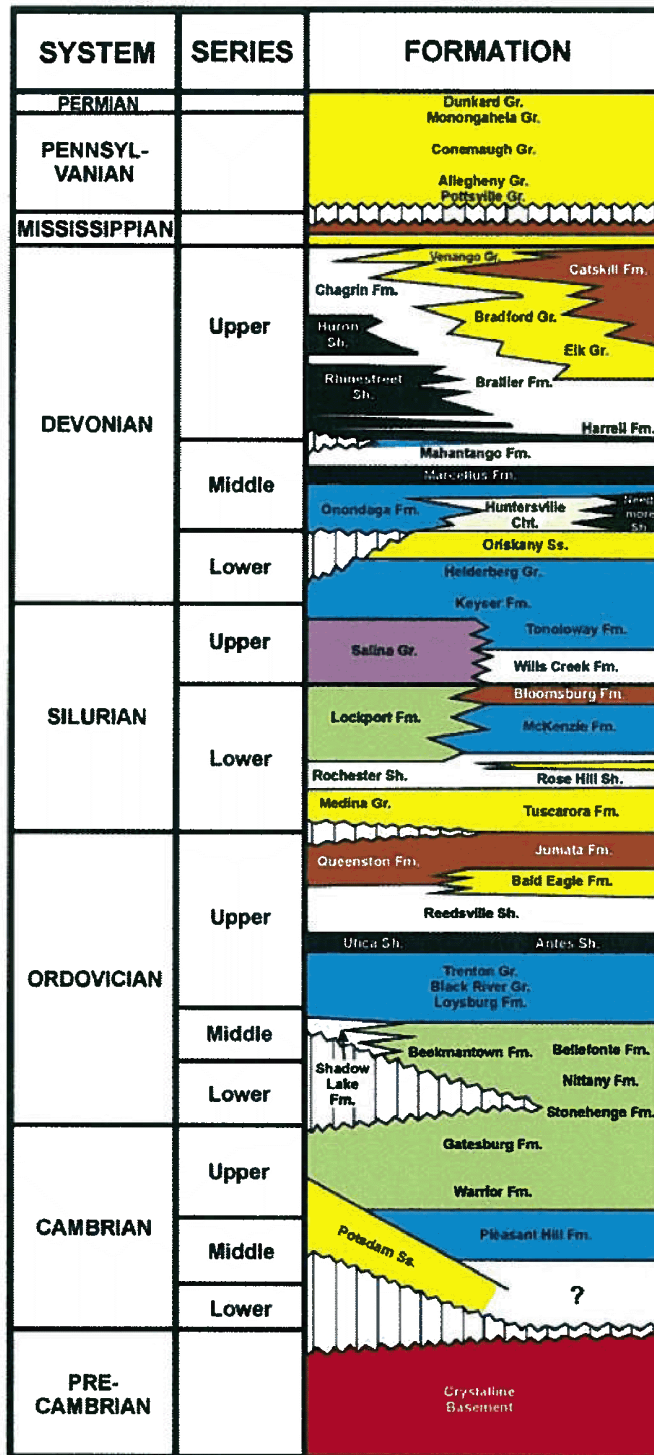 SYSTEM SERIES FORMATION
PERMIAN
Dunkard Gr.
Monongahela Gr.
PENNSYL-
VANIAN
Conemaugh Gr.
Allegheny Gr.
Pottsville Gr.
MISSISSIPPIAN
DEVONIAN
Upper
Venango Gr.
Catskill Fm.
Chagrin Fm.
Bradford Gr.
Huron
Sh.
Elk Gr.
Rhinestreet
Sh.
Brallier Fm.
Harrell Fm.
Middle
Mahantango Fm.
Marcellus Fm.
Onondaga Fm.
Huntersville
Cht.
Need
more
Sh.
Lower
Oriskany Ss.
Helderberg Gr.
Keyser Fm.
SILURIAN
Upper
Tonoloway Fm.
Salina Gr.
Wills Creek Fm.
Lower
Bloomsburg Fm.
Lockport Fm.
McKenzie Fm.
Rochester Sh.
Rose Hill Sh.
Medina Gr.
Tuscarora Fm.
ORDOVICIAN
Upper
Juniata Fm.
Queenston Fm.
Bald Eagle Fm.
Reedsville Sh.
Utica Sh.
Antes Sh.
Trenton Gr.
Black River Gr.
Loysburg Fm.
Middle
Beekmantown Fm.
Bellefonte Fm.
Shadow
Lake
Fm.
Nittany Fm.
Lower
Stonehenge Fm.
CAMBRIAN
Upper
Gatesburg Fm.
Warrior Fm.
Middle
Potsdam Ss.
Pleasant Hill Fm.
Lower
?
PRE-
CAMBRIAN
Crystalline
Basement